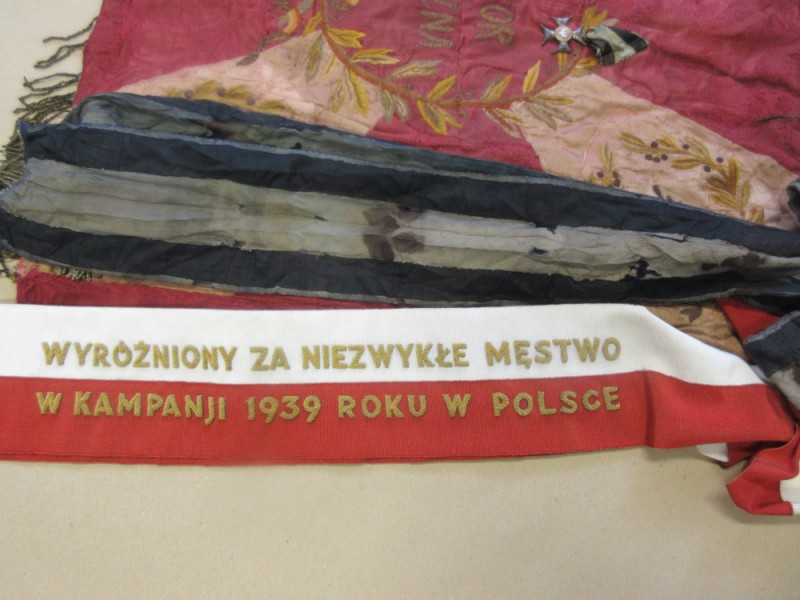 WYRÓŻNIONY ZA NIEZWYKŁE MĘSTWO
W KAMPANJI 1939 ROKU W POLSCE